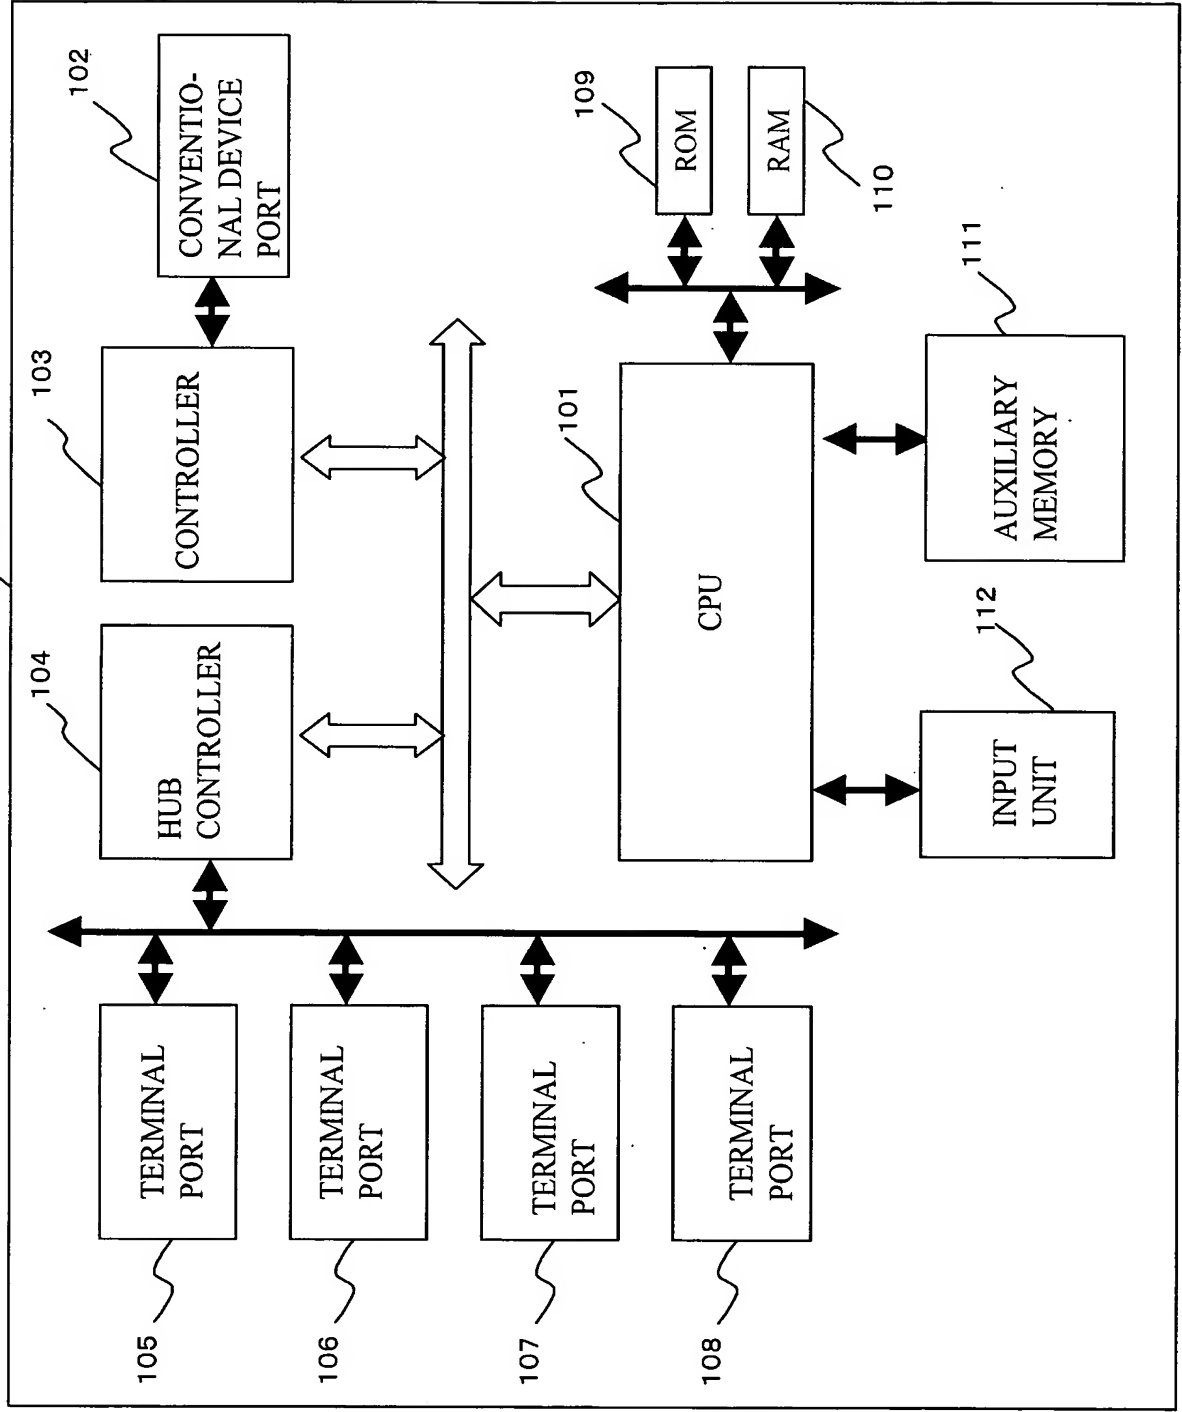 102
CONVENTIO-
NAL DEVICE
PORT
103
CONTROLLER
104
HUB
CONTROLLER
105
TERMINAL
PORT
106
TERMINAL
PORT
107
TERMINAL
PORT
108
TERMINAL
PORT
101
CPU
109
ROM
110
RAM
111
AUXILIARY
MEMORY
112
INPUT
UNIT